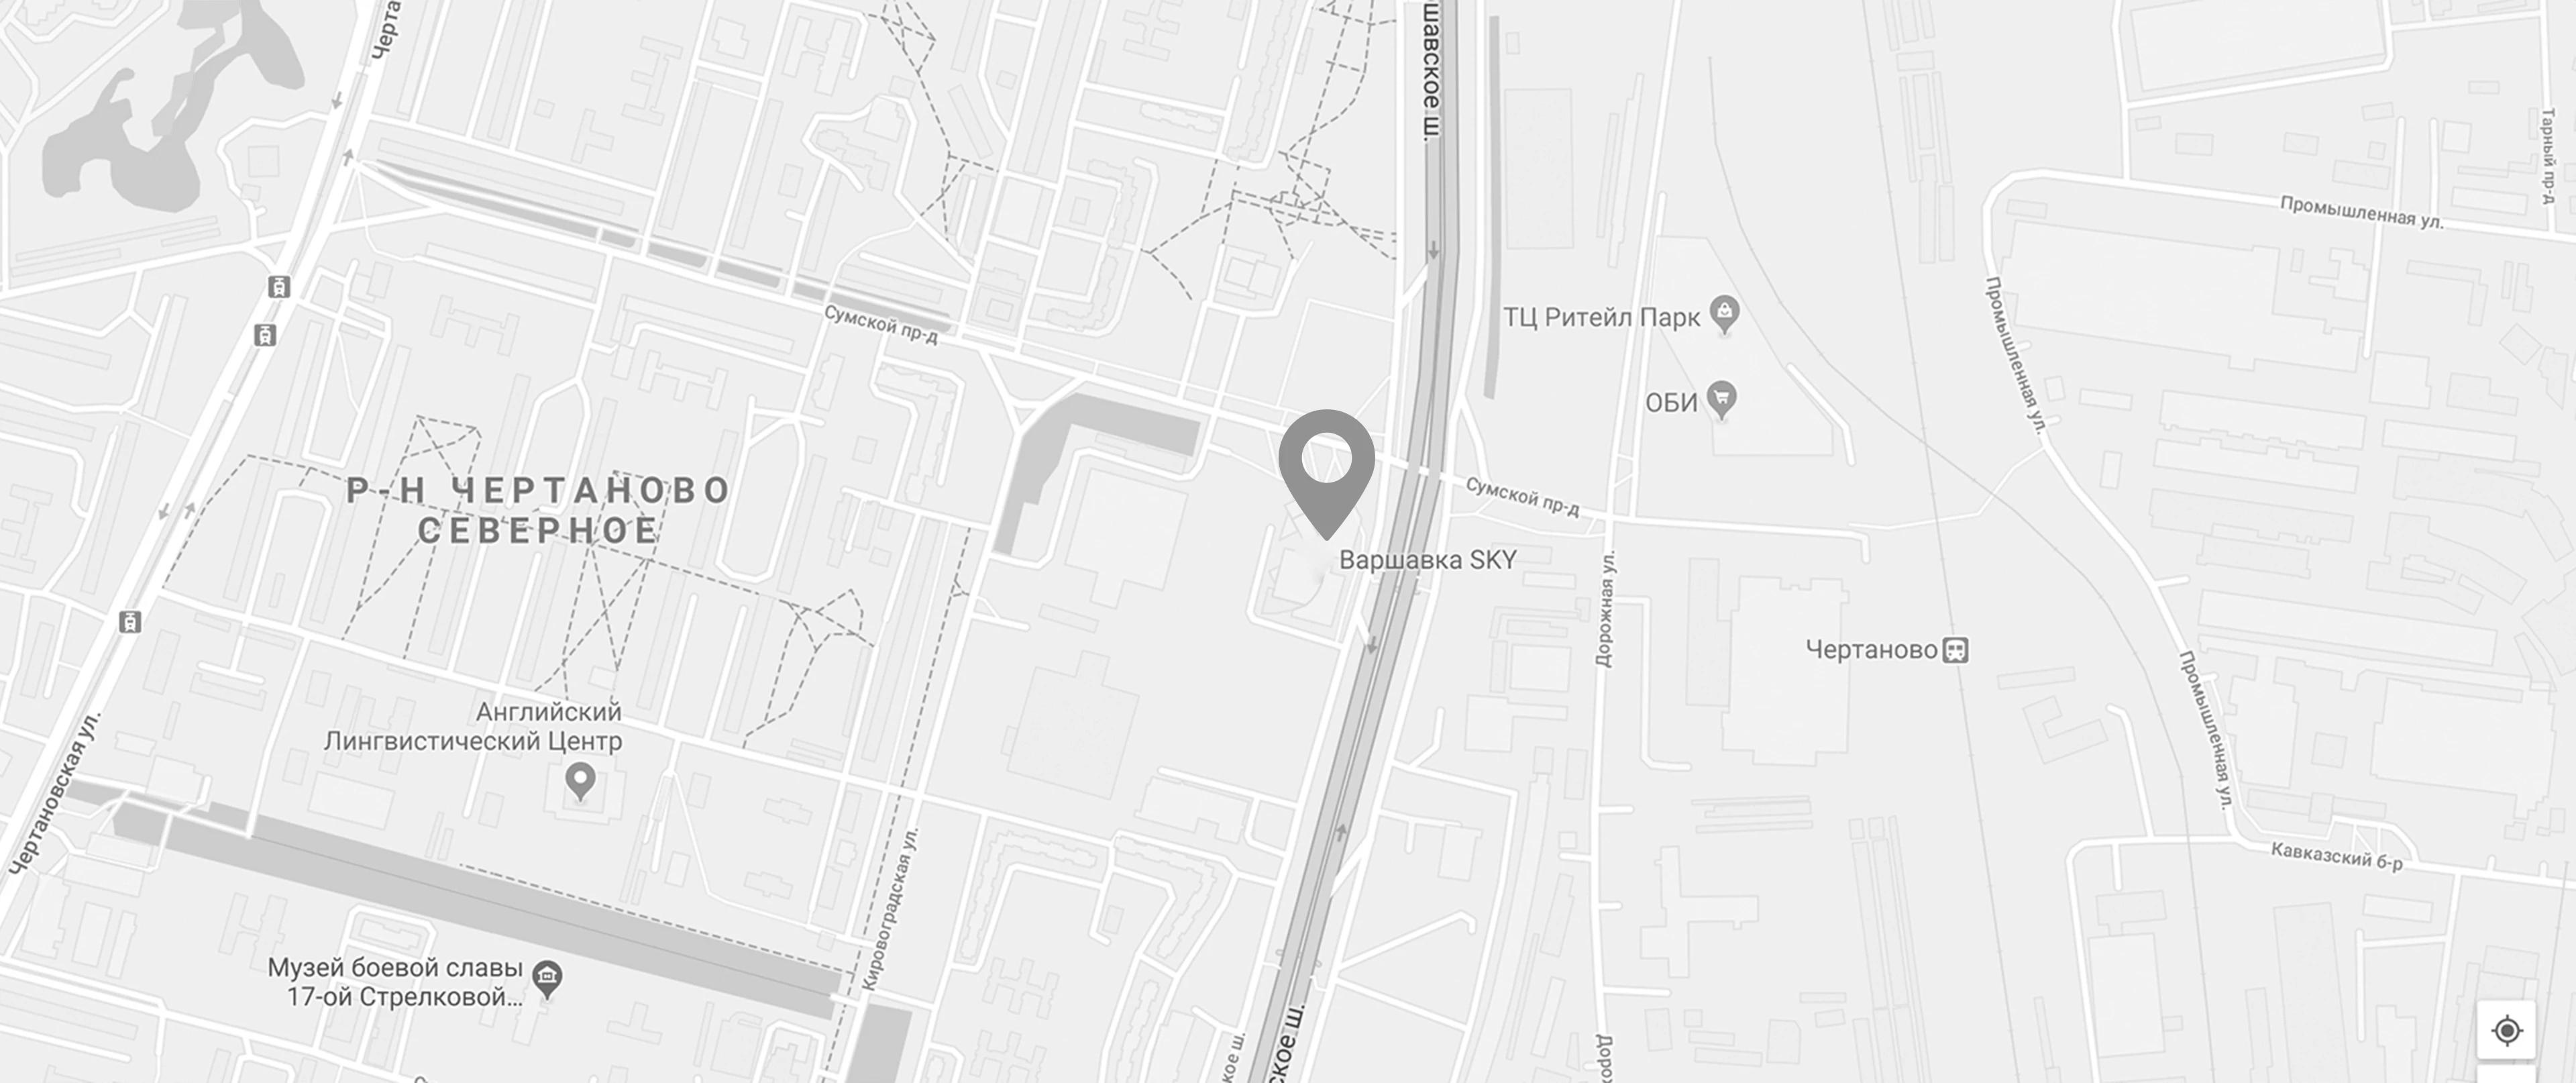 Черта
шавское ш.
Тарный пр-д
Промышленная ул.
Промышленная ул.
Сумской пр-д
ТЦ Ритейл Парк
ОБИ
Р-Н ЧЕРТАНОВО
СЕВЕРНОЕ
Сумской пр-д
Варшавка SKY
Дорожная ул.
Чертаново
Промышленная ул.
Английский
Лингвистический Центр
Чертановская ул.
Кировоградская ул.
Кавказский б-р
Музей боевой славы
17-ой Стрелковой...
кое ш.
ское ш.
Дорож